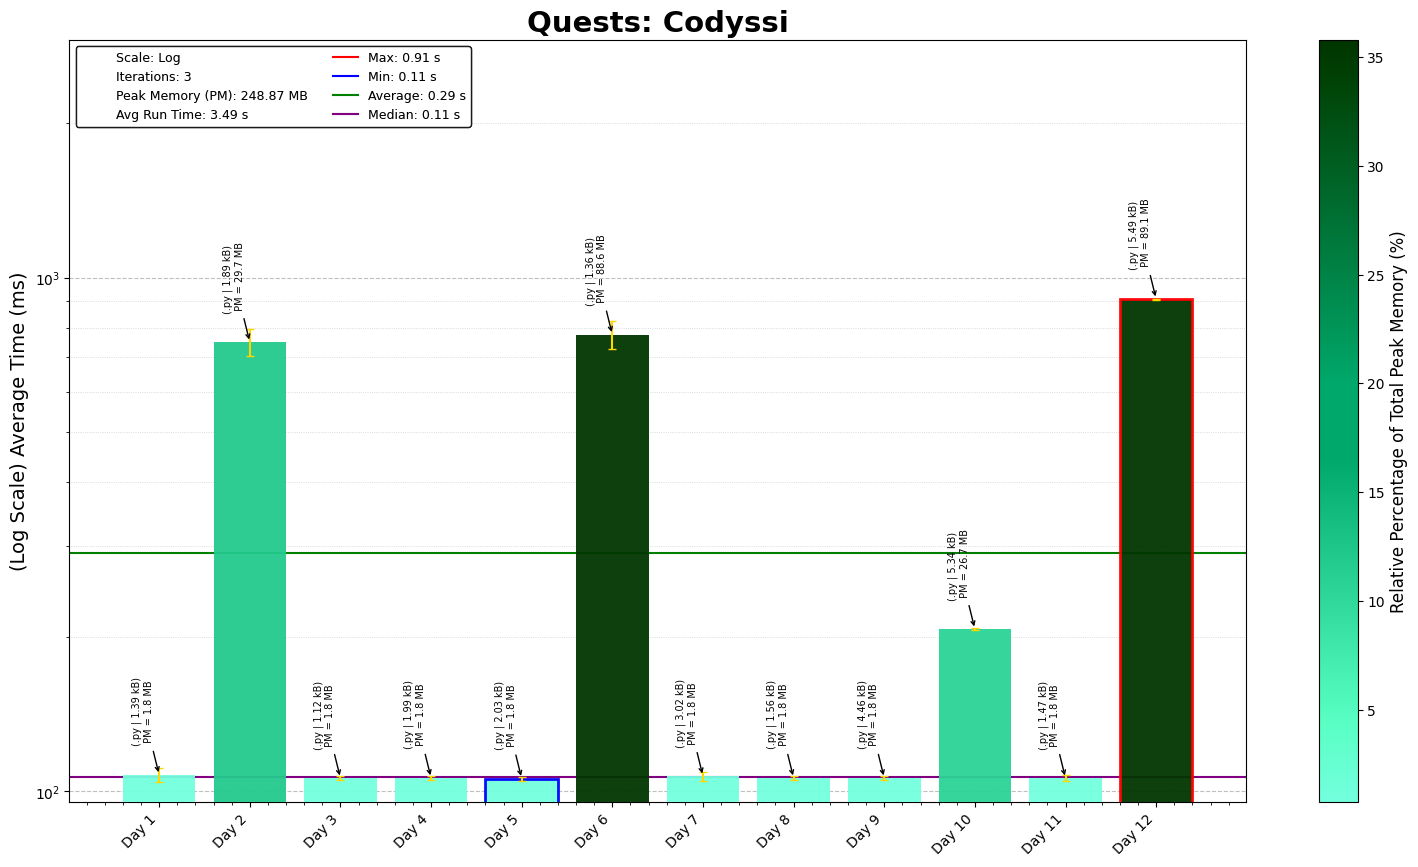 Quests: Codyssi
Scale: Log
Iterations: 3
Peak Memory (PM): 248.87 MB
Avg Run Time: 3.49 s
Max: 0.91 s
Min: 0.11 s
Average: 0.29 s
Median: 0.11 s
(Log Scale) Average Time (ms)
10³
10²
(.py | 1.39 kB)
PM = 1.8 MB
(.py | 1.89 kB)
PM = 29.7 MB
(.py | 1.12 kB)
PM = 1.8 MB
(.py | 1.99 kB)
PM = 1.8 MB
(.py | 2.03 kB)
PM = 1.8 MB
(.py | 1.36 kB)
PM = 88.6 MB
(.py | 3.02 kB)
PM = 1.8 MB
(.py | 1.56 kB)
PM = 1.8 MB
(.py | 4.46 kB)
PM = 1.8 MB
(.py | 5.34 kB)
PM = 26.7 MB
(.py | 1.47 kB)
PM = 1.8 MB
(.py | 5.49 kB)
PM = 89.1 MB
Day 1
Day 2
Day 3
Day 4
Day 5
Day 6
Day 7
Day 8
Day 9
Day 10
Day 11
Day 12
35
30
25
20
15
10
5
Relative Percentage of Total Peak Memory (%)